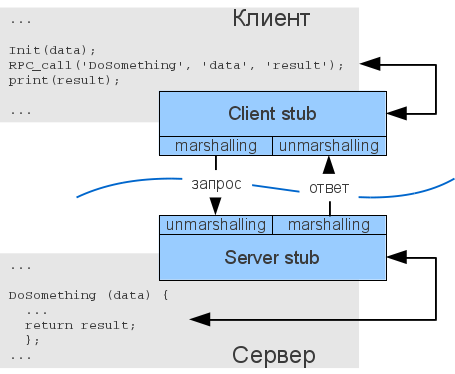 Клиент
...
Init(data);
RPC_call('DoSomething', 'data', 'result');
print(result);
...
Client stub
marshalling unmarshalling
запрос ответ
unmarshalling marshalling
Server stub
...
DoSomething (data) {
...
return result;
};
...
Сервер